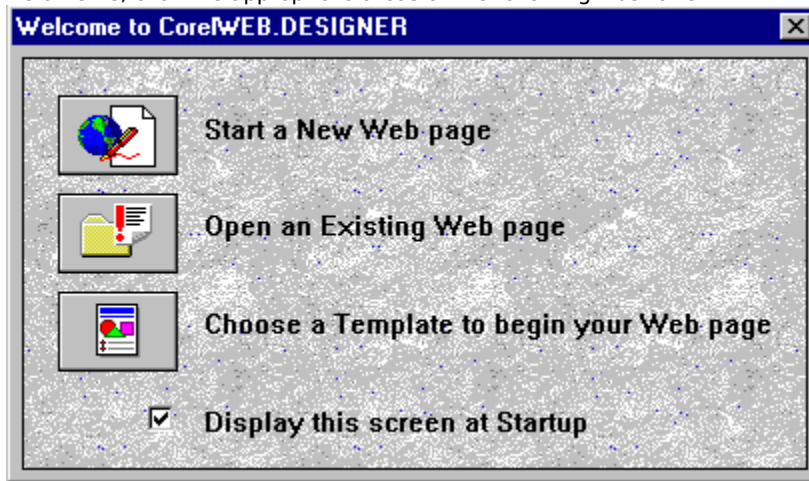 Welcome to CorelWEB.DESIGNER
Start a New Web page
Open an Existing Web page
Choose a Template to begin your Web page
Display this screen at Startup